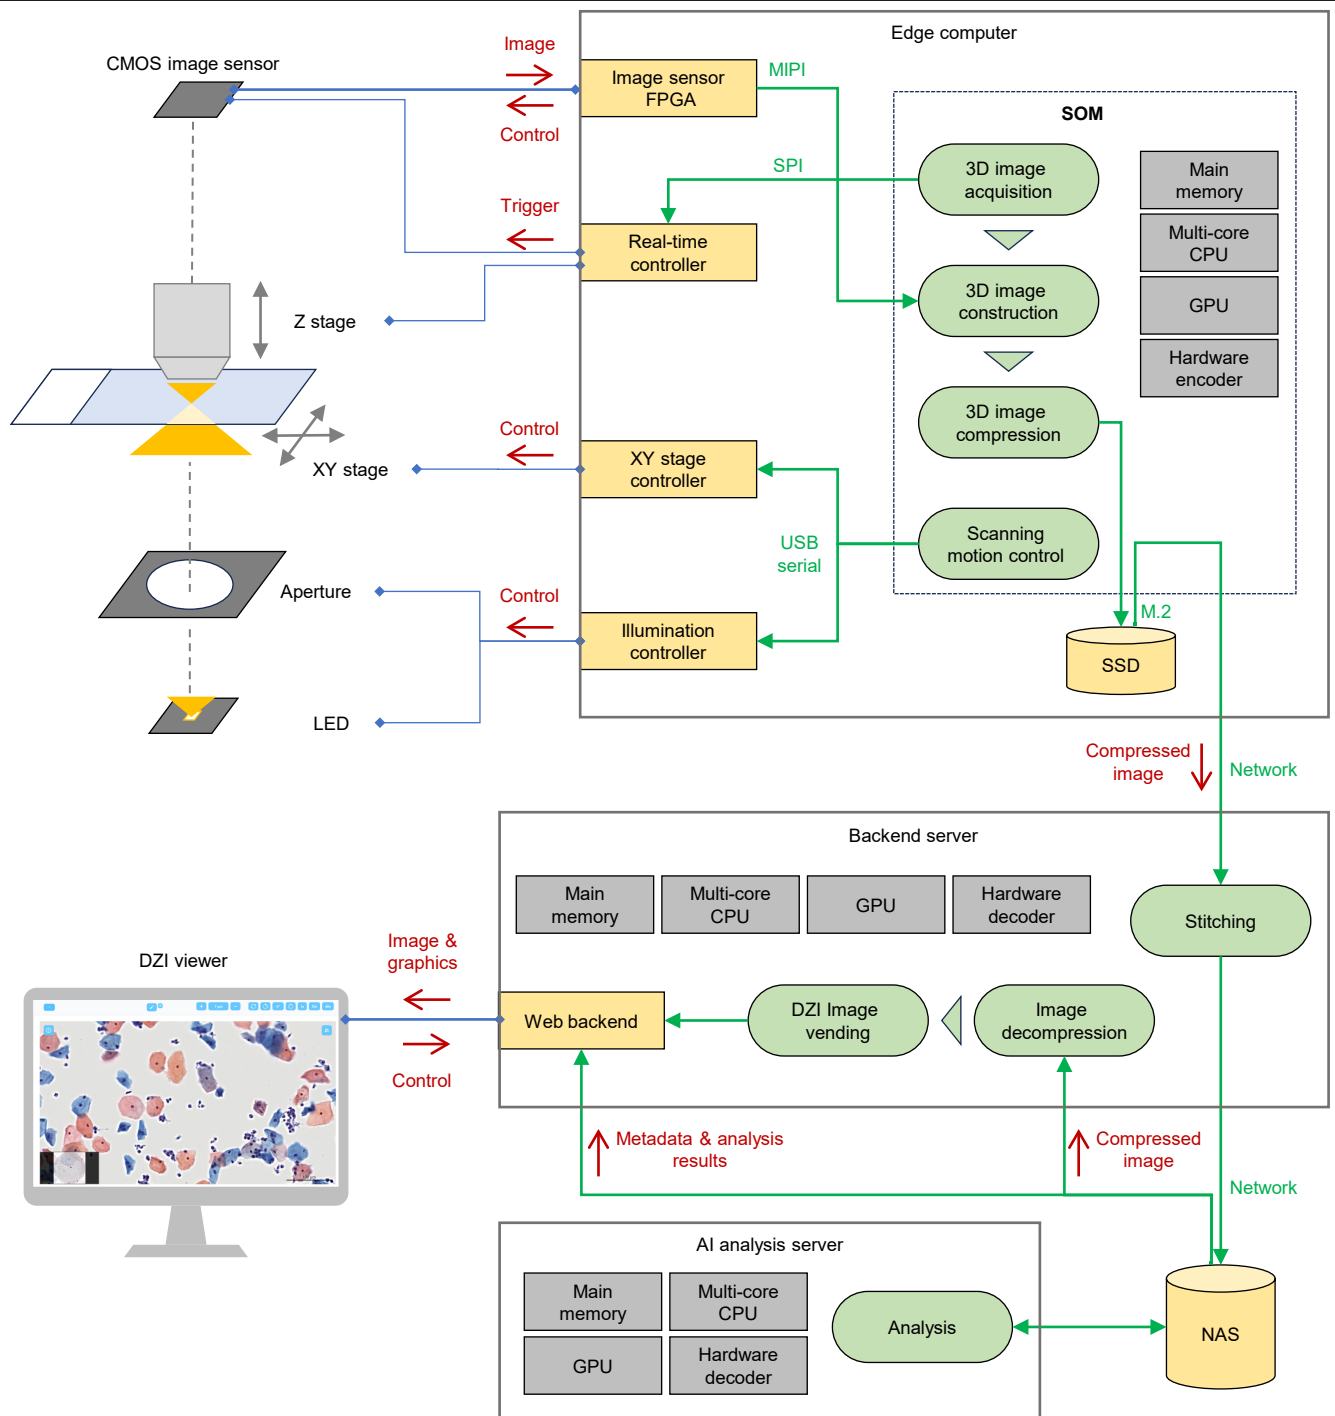 Edge computer
CMOS image sensor
Image
Control
Image sensor
FPGA
MIPI
SOM
3D image
acquisition
SPI
Main
memory
Multi-core
CPU
GPU
Hardware
encoder
Trigger
Real-time
controller
3D image
construction
Z stage
3D image
compression
Control
XY stage
XY stage
controller
USB
serial
Scanning
motion control
Aperture
Control
Illumination
controller
M.2
SSD
LED
Compressed
image
Network
Backend server
Main
memory
Multi-core
CPU
GPU
Hardware
decoder
Stitching
DZI viewer
Image &
graphics
Control
Web backend
DZI Image
vending
Image
decompression
Metadata & analysis
results
Compressed
image
Network
AI analysis server
Main
memory
Multi-core
CPU
GPU
Hardware
decoder
Analysis
NAS